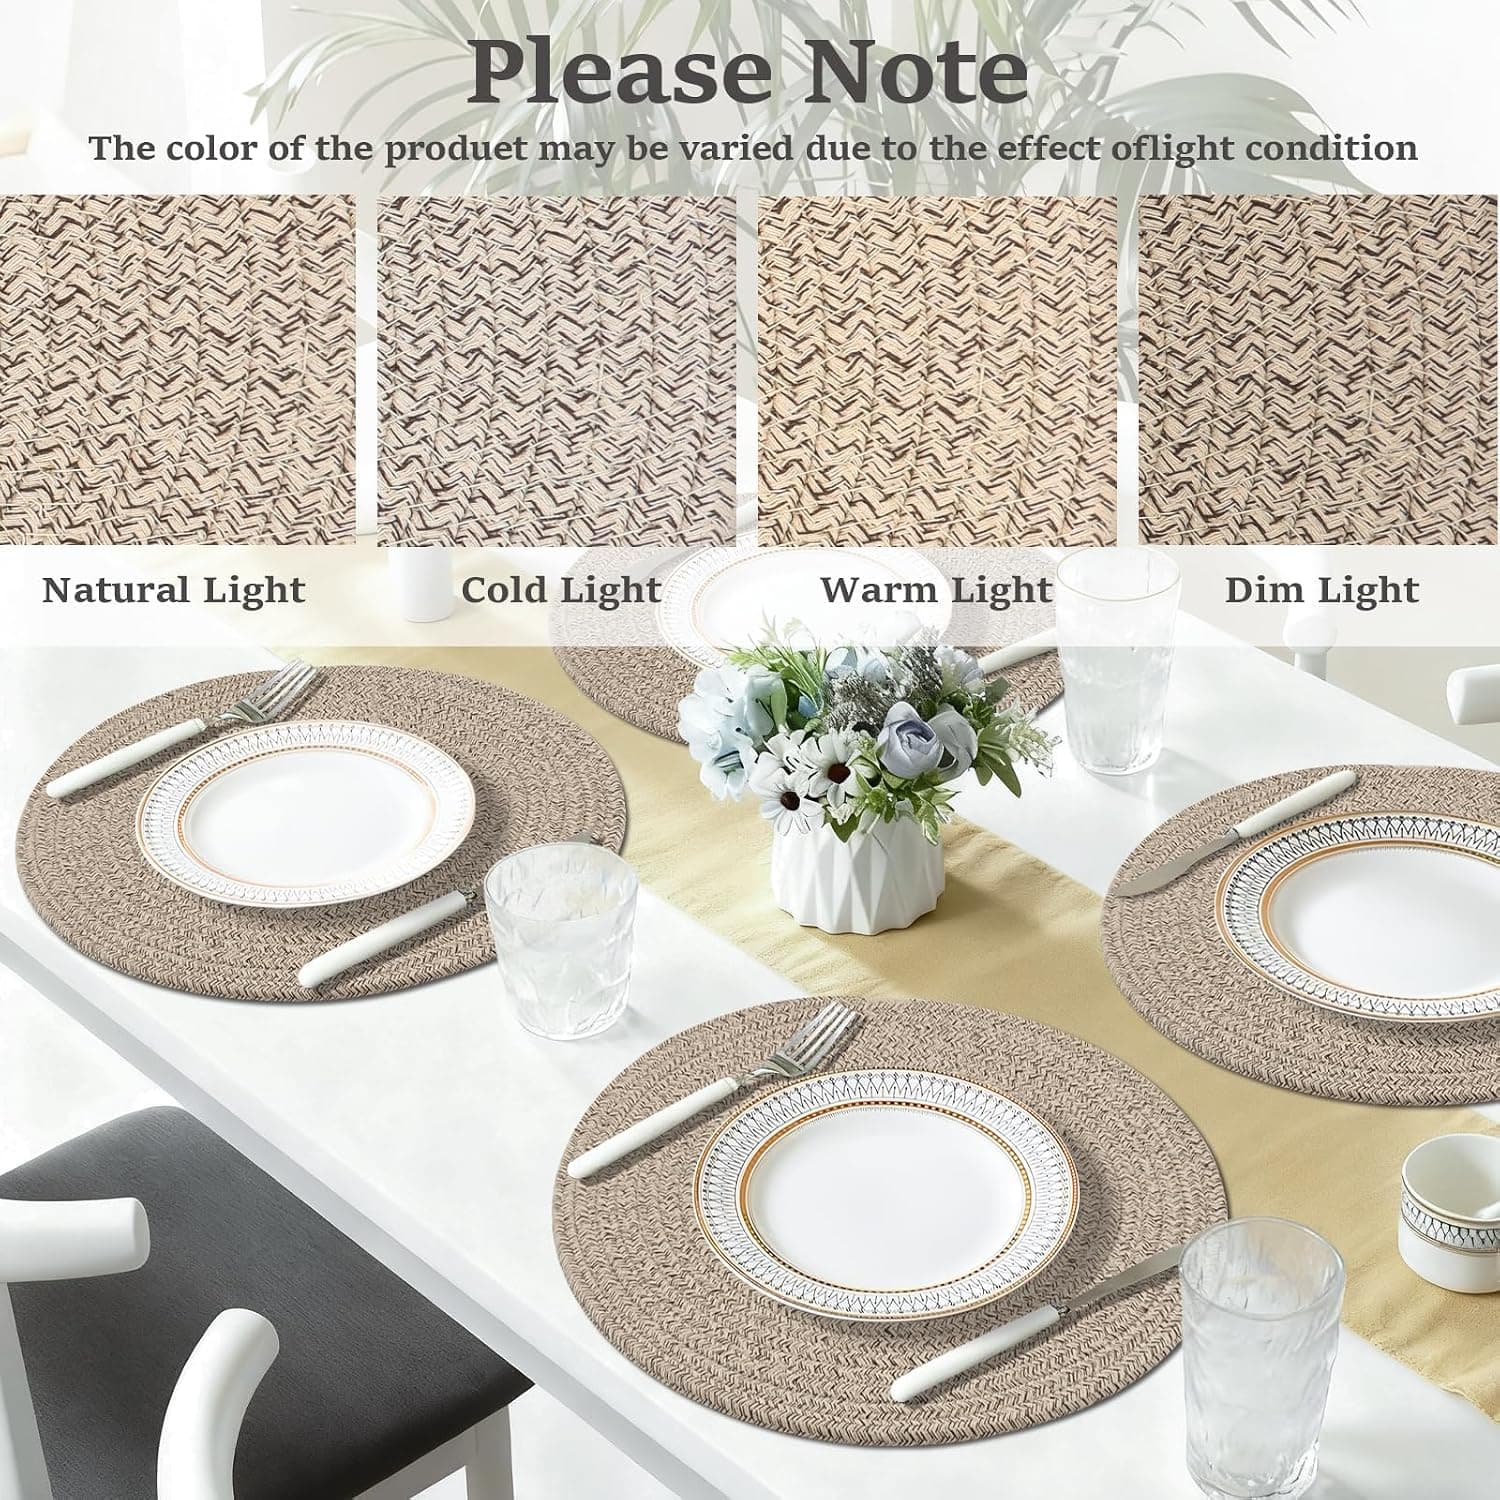 Please Note
The color of the produet may be varied due to the effect oflight condition
Natural Light
Cold Light
Warm Light
Dim Light